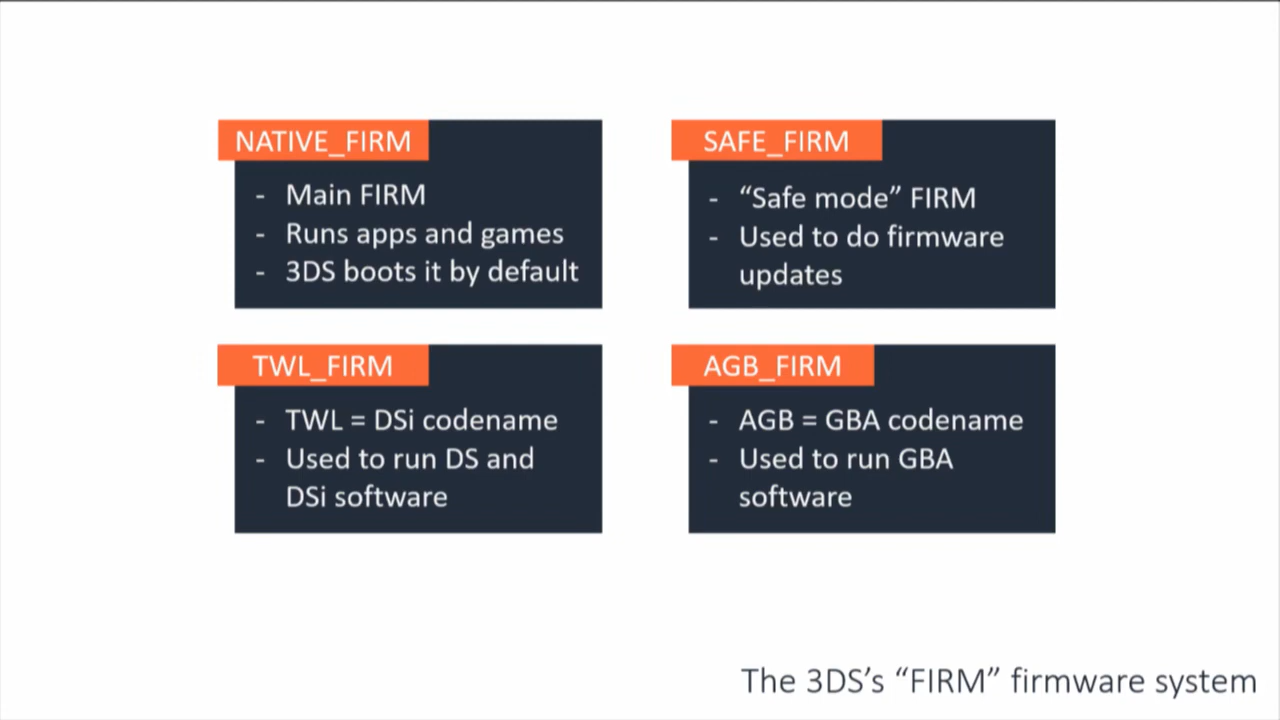 NATIVE_FIRM
- Main FIRM
- Runs apps and games
- 3DS boots it by default
SAFE_FIRM
- “Safe mode” FIRM
- Used to do firmware
updates
TWL_FIRM
- TWL = DSi codename
- Used to run DS and
DSi software
AGB_FIRM
- AGB = GBA codename
- Used to run GBA
software
The 3DS’s “FIRM” firmware system